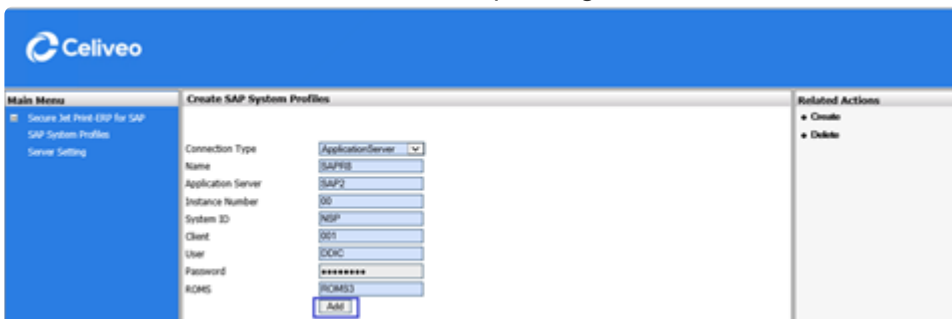 Celiveo
Main Menu
Secure Jet Print-ERP for SAP
SAP System Profiles
Server Setting
Create SAP System Profiles
Connection Type ApplicationServer
Name SAPR8
Application Server SAP2
Instance Number 00
System ID NSP
Client 001
User DDIC
Password ********
ROMS ROMS3
Add
Related Actions
Create
Delete